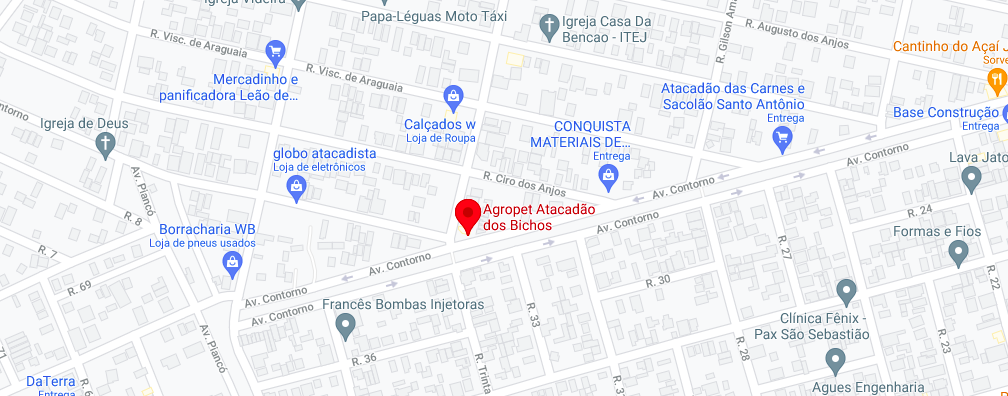 Igreja Videira
Papa-Léguas Moto Táxi
Igreja Casa Da
Bencao - ITEJ
R. Gilson Am
R. Augusto dos Anjos
Cantinho do Açaí J
Sorve
R. Visc. de Araguaia
R. Visc. de Araguaia
Mercadinho e
panificadora Leão de...
Calçados w
Loja de Roupa
Atacadão das Carnes e
Sacolão Santo Antônio
Entrega
Base Construção
Entrega
Igreja de Deus
CONQUISTA
MATERIAIS DE...
Entrega
globo atacadista
Loja de eletrônicos
R. Ciro dos Anjos
Av. Contorno
Av. Contorno
Lava Jato
Av. Piancó
R. 8
Agropet Atacadão
dos Bichos
Av. Contorno
R. 24
Borracharia WB
Loja de pneus usados
Formas e Fios
R. 7
R. 27
Av. Contorno
R. 69
R. 30
R. 22
Av. Contorno
Francês Bombas Injetoras
R. 33
Clínica Fênix -
Pax São Sebastião
Av. Piancó
R. 36
R. Trinta
R. 28
R. 23
71
DaTerra
Entrega
Agues Engenharia